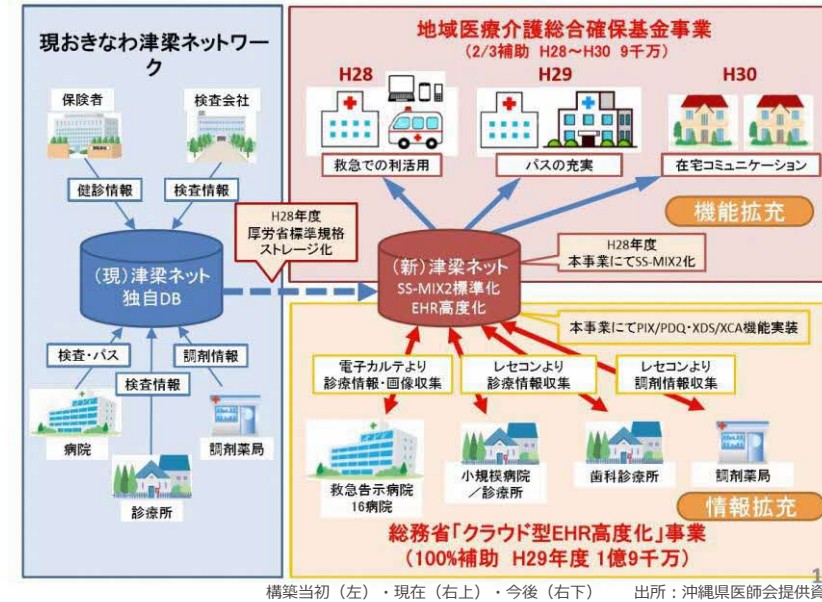 現おきなわ津梁ネットワー
ク
保険者
検査会社
健診情報
検査情報
H28年度
厚労省標準規格
ストレージ化
（現）津梁ネット
独自DB
検査・パス
検査情報
調剤情報
病院
診療所
調剤薬局
地域医療介護総合確保基金事業
（2/3補助 H28～H30 9千万）
H28
H29
H30
救急での利活用
パスの充実
在宅コミュニケーション
機能拡充
（新）津梁ネット
SS-MIX2標準化
EHR高度化
H28年度
本事業にてSS-MIX2化
本事業にてPIX/PDQ・XDS/XCA機能実装
電子カルテより
診療情報・画像収集
レセコンより
診療情報収集
レセコンより
調剤情報収集
救急告示病院
16病院
小規模病院
／診療所
歯科診療所
調剤薬局
情報拡充
総務省「クラウド型EHR高度化」事業
（100%補助 H29年度 1億9千万）
1
構築当初（左）・現在（右上）・今後（右下） 出所：沖縄県医師会提供資